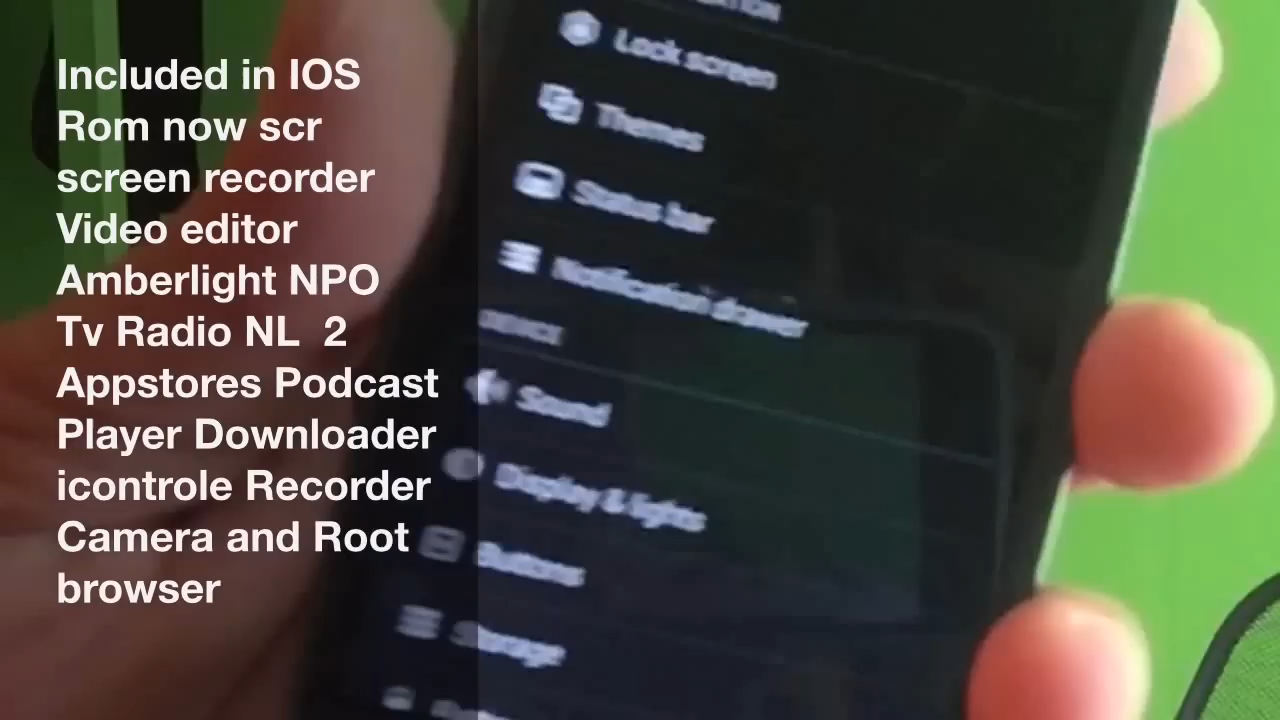 Included in IOS
Rom now scr
screen recorder
Video editor
Amberlight NPO
Tv Radio NL  2
Appstores Podcast
Player Downloader
icontrole Recorder
Camera and Root
browser
Lock screen
Themes
Status bar
Notification drawer
DEVICE
Sound
Display & lights
Buttons
Storage